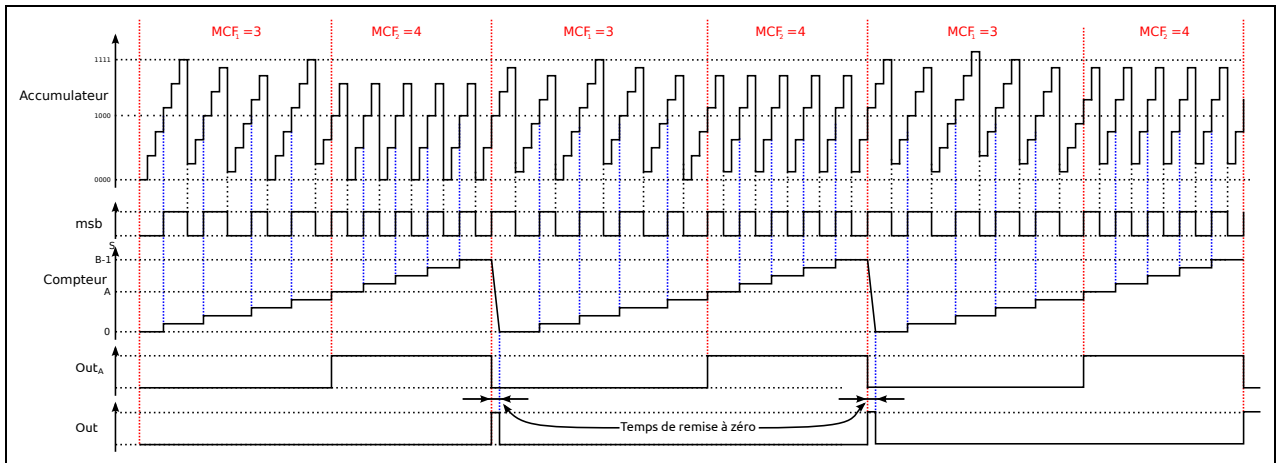 MCF1 =3
MCF2 =4
MCF1 =3
MCF2 =4
MCF1 =3
MCF2 =4
1111
Accumulateur
1000
0000
msb
S
B-1
Compteur
A
0
OutA
Out
Temps de remise à zéro